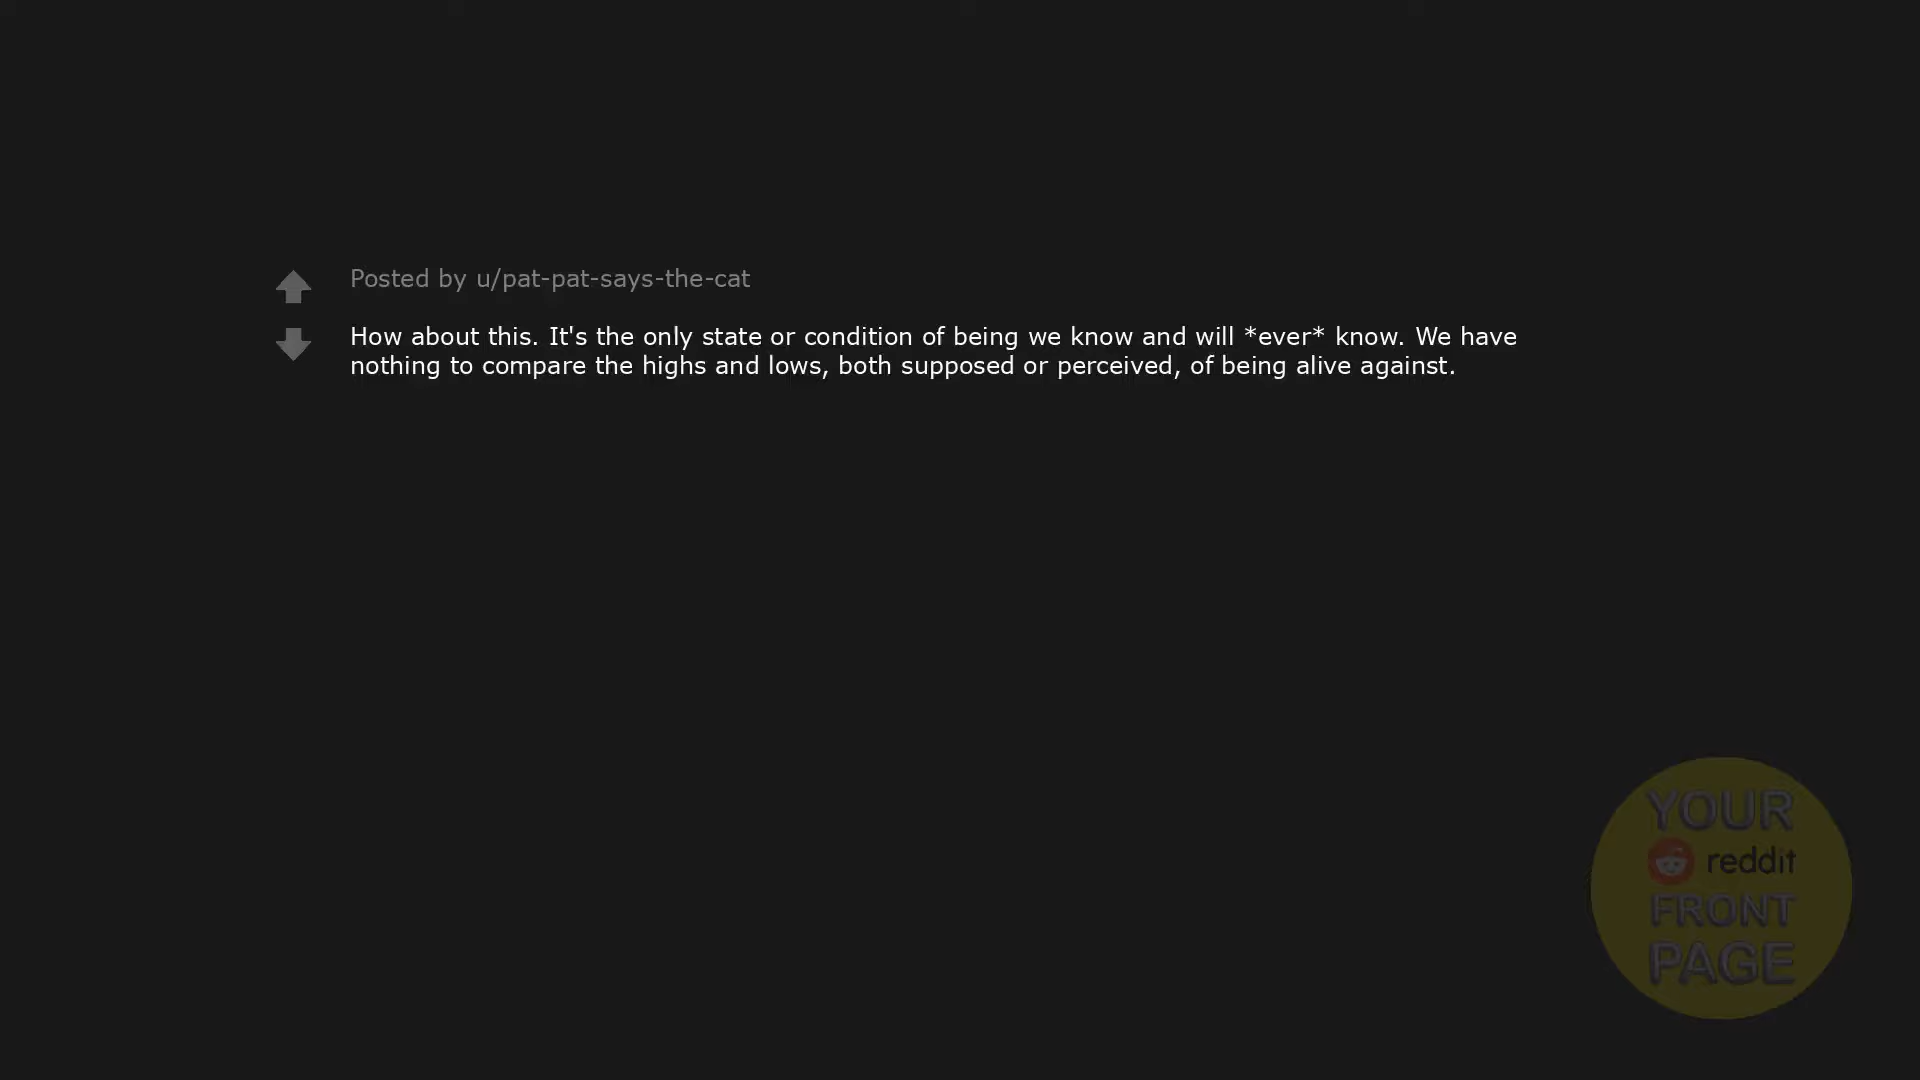 Posted by u/pat-pat-says-the-cat
How about this. It's the only state or condition of being we know and will *ever* know. We have
nothing to compare the highs and lows, both supposed or perceived, of being alive against.
YOUR
reddit
FRONT
PAGE